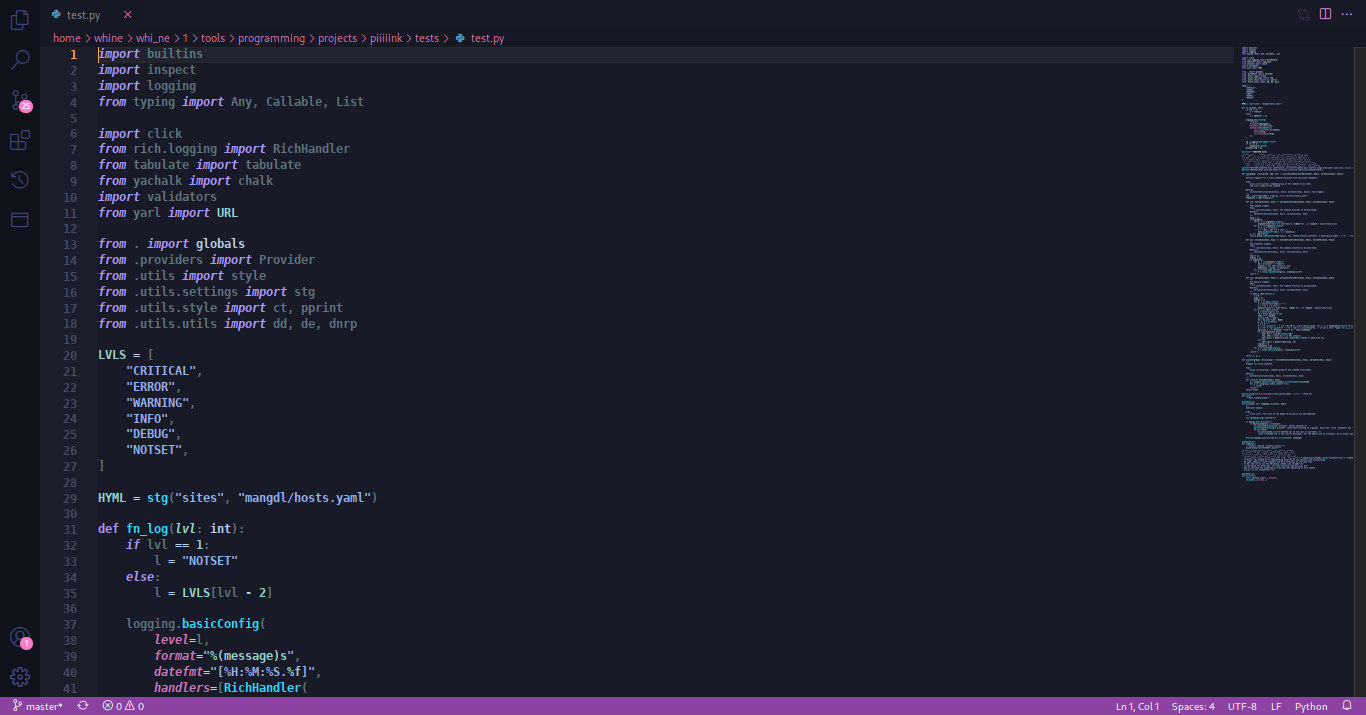 test.py
home > whine > whi_ne > 1 > tools > programming > projects > piiiiink > tests > test.py
1 import builtins
2 import inspect
3 import logging
4 from typing import Any, Callable, List
5
6 import click
7 from rich.logging import RichHandler
8 from tabulate import tabulate
9 from yachalk import chalk
10 import validators
11 from yarl import URL
12
13 from . import globals
14 from .providers import Provider
15 from .utils import style
16 from .utils.settings import stg
17 from .utils.style import ct, pprint
18 from .utils.utils import dd, de, dnrp
19
20 LVLS = [
21     "CRITICAL",
22     "ERROR",
23     "WARNING",
24     "INFO",
25     "DEBUG",
26     "NOTSET",
27 ]
28
29 HYML = stg("sites", "mangdl/hosts.yaml")
30
31 def fn_log(lvl: int):
32     if lvl == 1:
33         l = "NOTSET"
34     else:
35         l = LVLS[lvl - 2]
36
37     logging.basicConfig(
38         level=l,
39         format="%(message)s",
40         datefmt="[%H:%M:%S.%f]",
41         handlers=[RichHandler(
25
1
master* 0 0 Ln 1, Col 1 Spaces: 4 UTF-8 LF Python